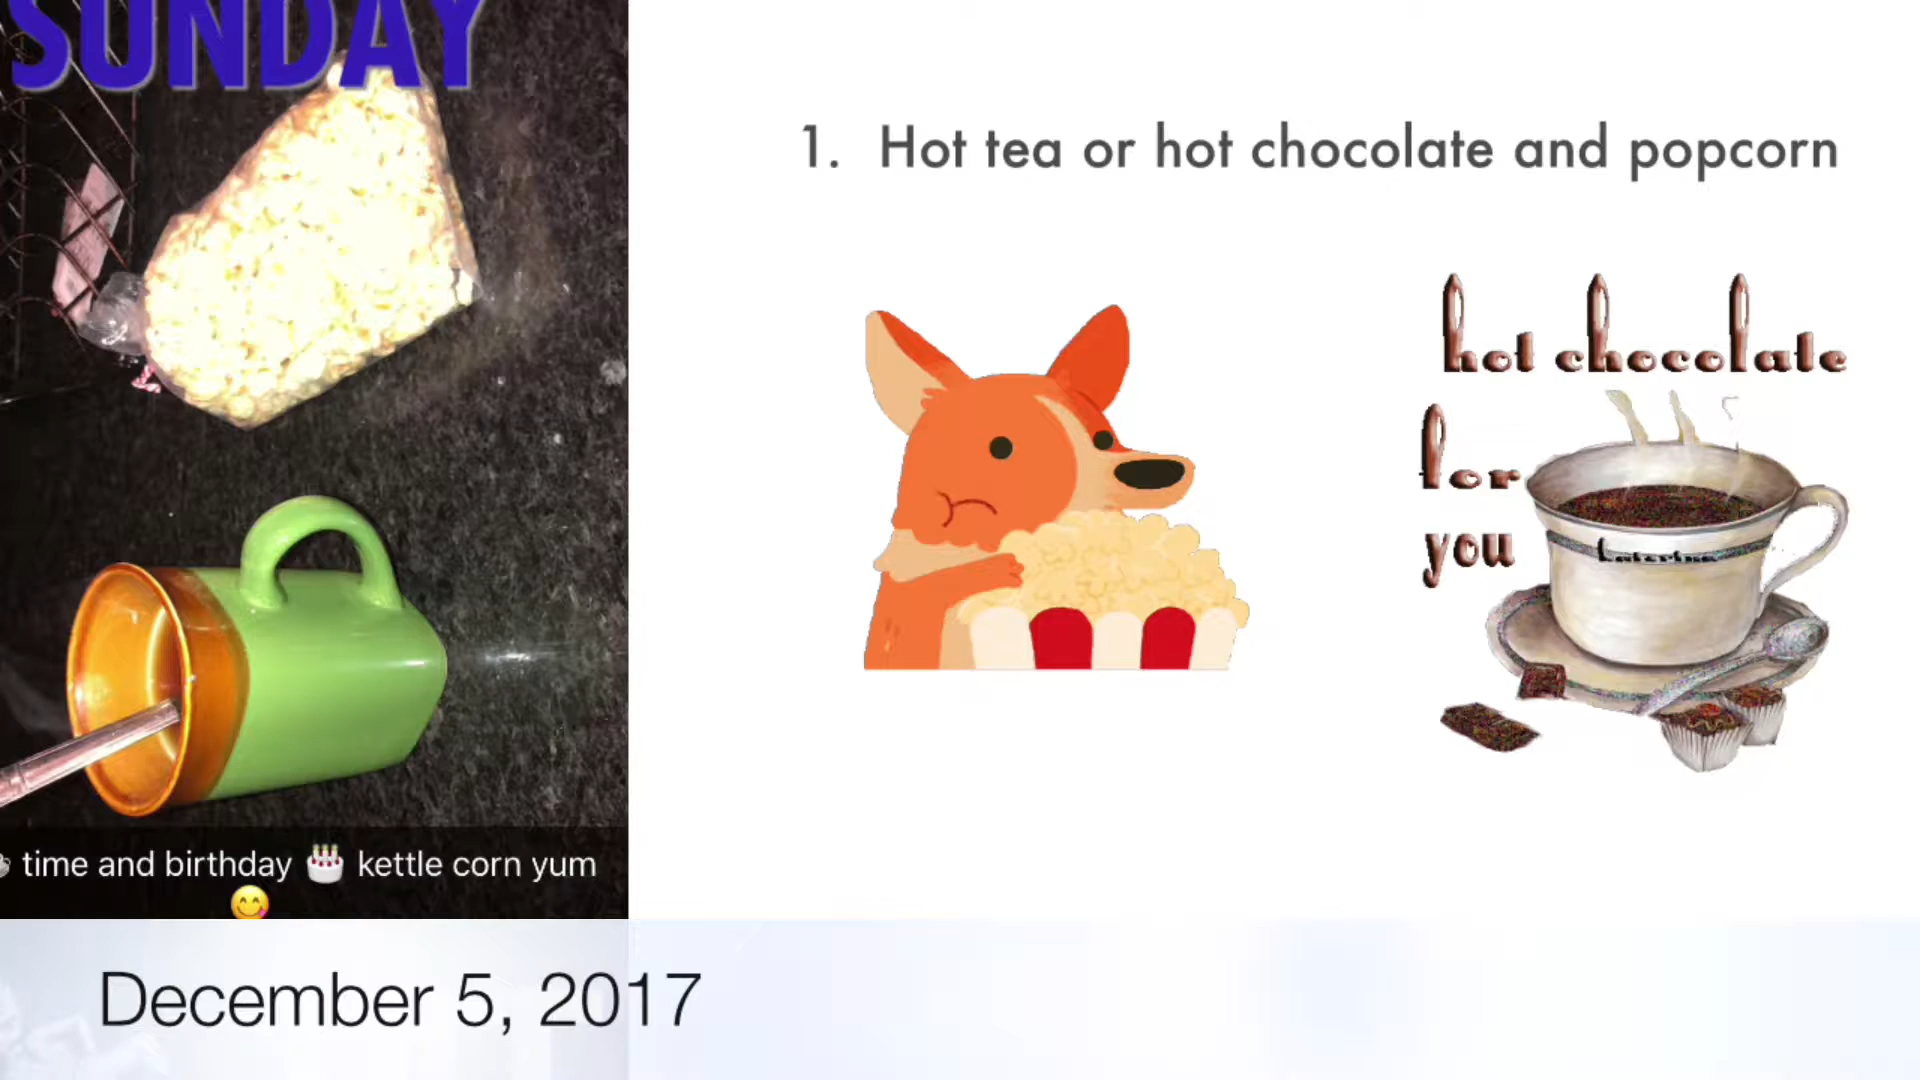 SUNDAY
1. Hot tea or hot chocolate and popcorn
hot chocolate
for
you
time and birthday 🎂 kettle corn yum
😋
December 5, 2017